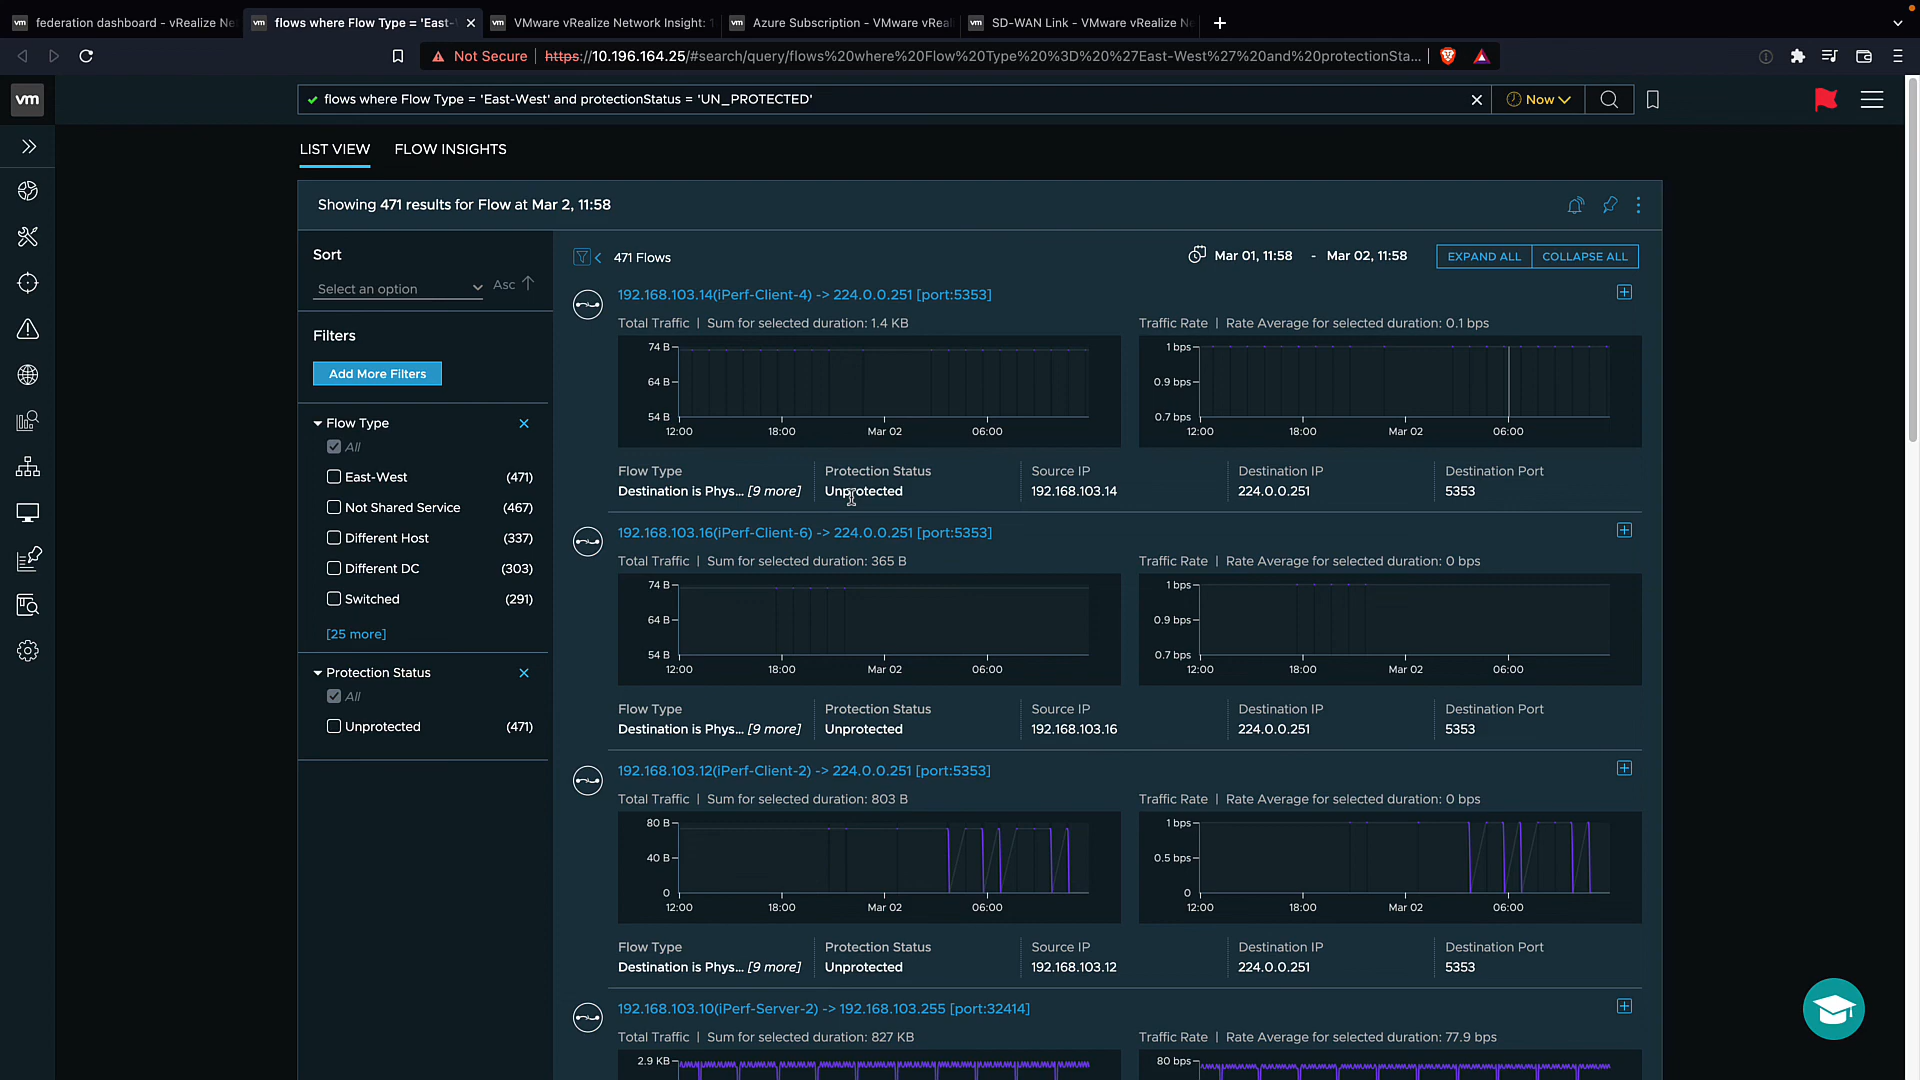 vm federation dashboard - vRealize Ne
vm flows where Flow Type = 'East-
vm VMware vRealize Network Insight: 1
vm Azure Subscription - VMware vReal
vm SD-WAN Link - VMware vRealize N
Not Secure https://10.196.164.25/#search/query/flows%20where%20Flow%20Type%20%3D%20%27East-West%27%20and%20protectionSta...
vm flows where Flow Type = 'East-West' and protectionStatus = 'UN_PROTECTED' Now
LIST VIEW FLOW INSIGHTS
Showing 471 results for Flow at Mar 2, 11:58
Sort
Select an option Asc
Filters
Add More Filters
Flow Type
All
East-West (471)
Not Shared Service (467)
Different Host (337)
Different DC (303)
Switched (291)
[25 more]
Protection Status
All
Unprotected (471)
471 Flows Mar 01, 11:58 - Mar 02, 11:58 EXPAND ALL COLLAPSE ALL
192.168.103.14(iPerf-Client-4) -> 224.0.0.251 [port:5353]
Total Traffic | Sum for selected duration: 1.4 KB
74 B
64 B
54 B
12:00 18:00 Mar 02 06:00
Traffic Rate | Rate Average for selected duration: 0.1 bps
1 bps
0.9 bps
0.7 bps
12:00 18:00 Mar 02 06:00
Flow Type Protection Status Source IP Destination IP Destination Port
Destination is Phys... [9 more] Unprotected 192.168.103.14 224.0.0.251 5353
192.168.103.16(iPerf-Client-6) -> 224.0.0.251 [port:5353]
Total Traffic | Sum for selected duration: 365 B
74 B
64 B
54 B
12:00 18:00 Mar 02 06:00
Traffic Rate | Rate Average for selected duration: 0 bps
1 bps
0.9 bps
0.7 bps
12:00 18:00 Mar 02 06:00
Flow Type Protection Status Source IP Destination IP Destination Port
Destination is Phys... [9 more] Unprotected 192.168.103.16 224.0.0.251 5353
192.168.103.12(iPerf-Client-2) -> 224.0.0.251 [port:5353]
Total Traffic | Sum for selected duration: 803 B
80 B
40 B
0
12:00 18:00 Mar 02 06:00
Traffic Rate | Rate Average for selected duration: 0 bps
1 bps
0.5 bps
0
12:00 18:00 Mar 02 06:00
Flow Type Protection Status Source IP Destination IP Destination Port
Destination is Phys... [9 more] Unprotected 192.168.103.12 224.0.0.251 5353
192.168.103.10(iPerf-Server-2) -> 192.168.103.255 [port:32414]
Total Traffic | Sum for selected duration: 827 KB
2.9 KB
Traffic Rate | Rate Average for selected duration: 77.9 bps
80 bps